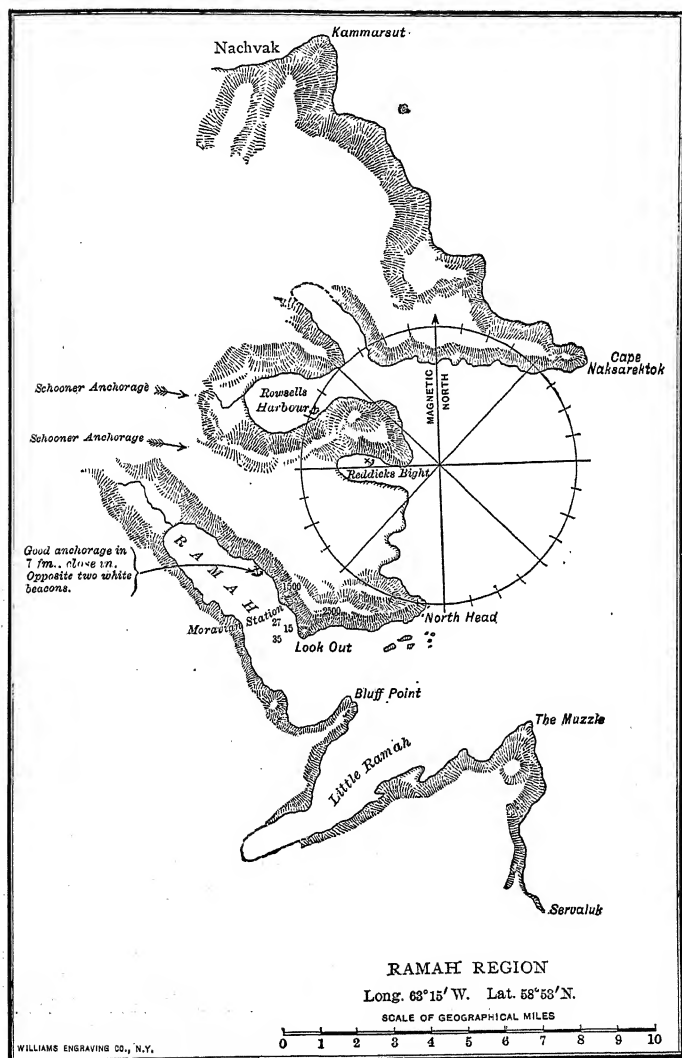 Kammarsut
Nachvak
Cape
Naksarektok
MAGNETIC
NORTH
Schooner Anchorage
Rowsells
Harbour
Schooner Anchorage
Reddicks Bight
Good anchorage in
7 fm., close in.
Opposite two white
beacons.
RAMAH
1500
2500
Moravian Station
27
15
35
North Head
Look Out
Bluff Point
The Muzzle
Little Ramah
Servaluk
RAMAH REGION
Long. 63°15′ W. Lat. 58°53′ N.
SCALE OF GEOGRAPHICAL MILES
0 1 2 3 4 5 6 7 8 9 10
WILLIAMS ENGRAVING CO., N.Y.